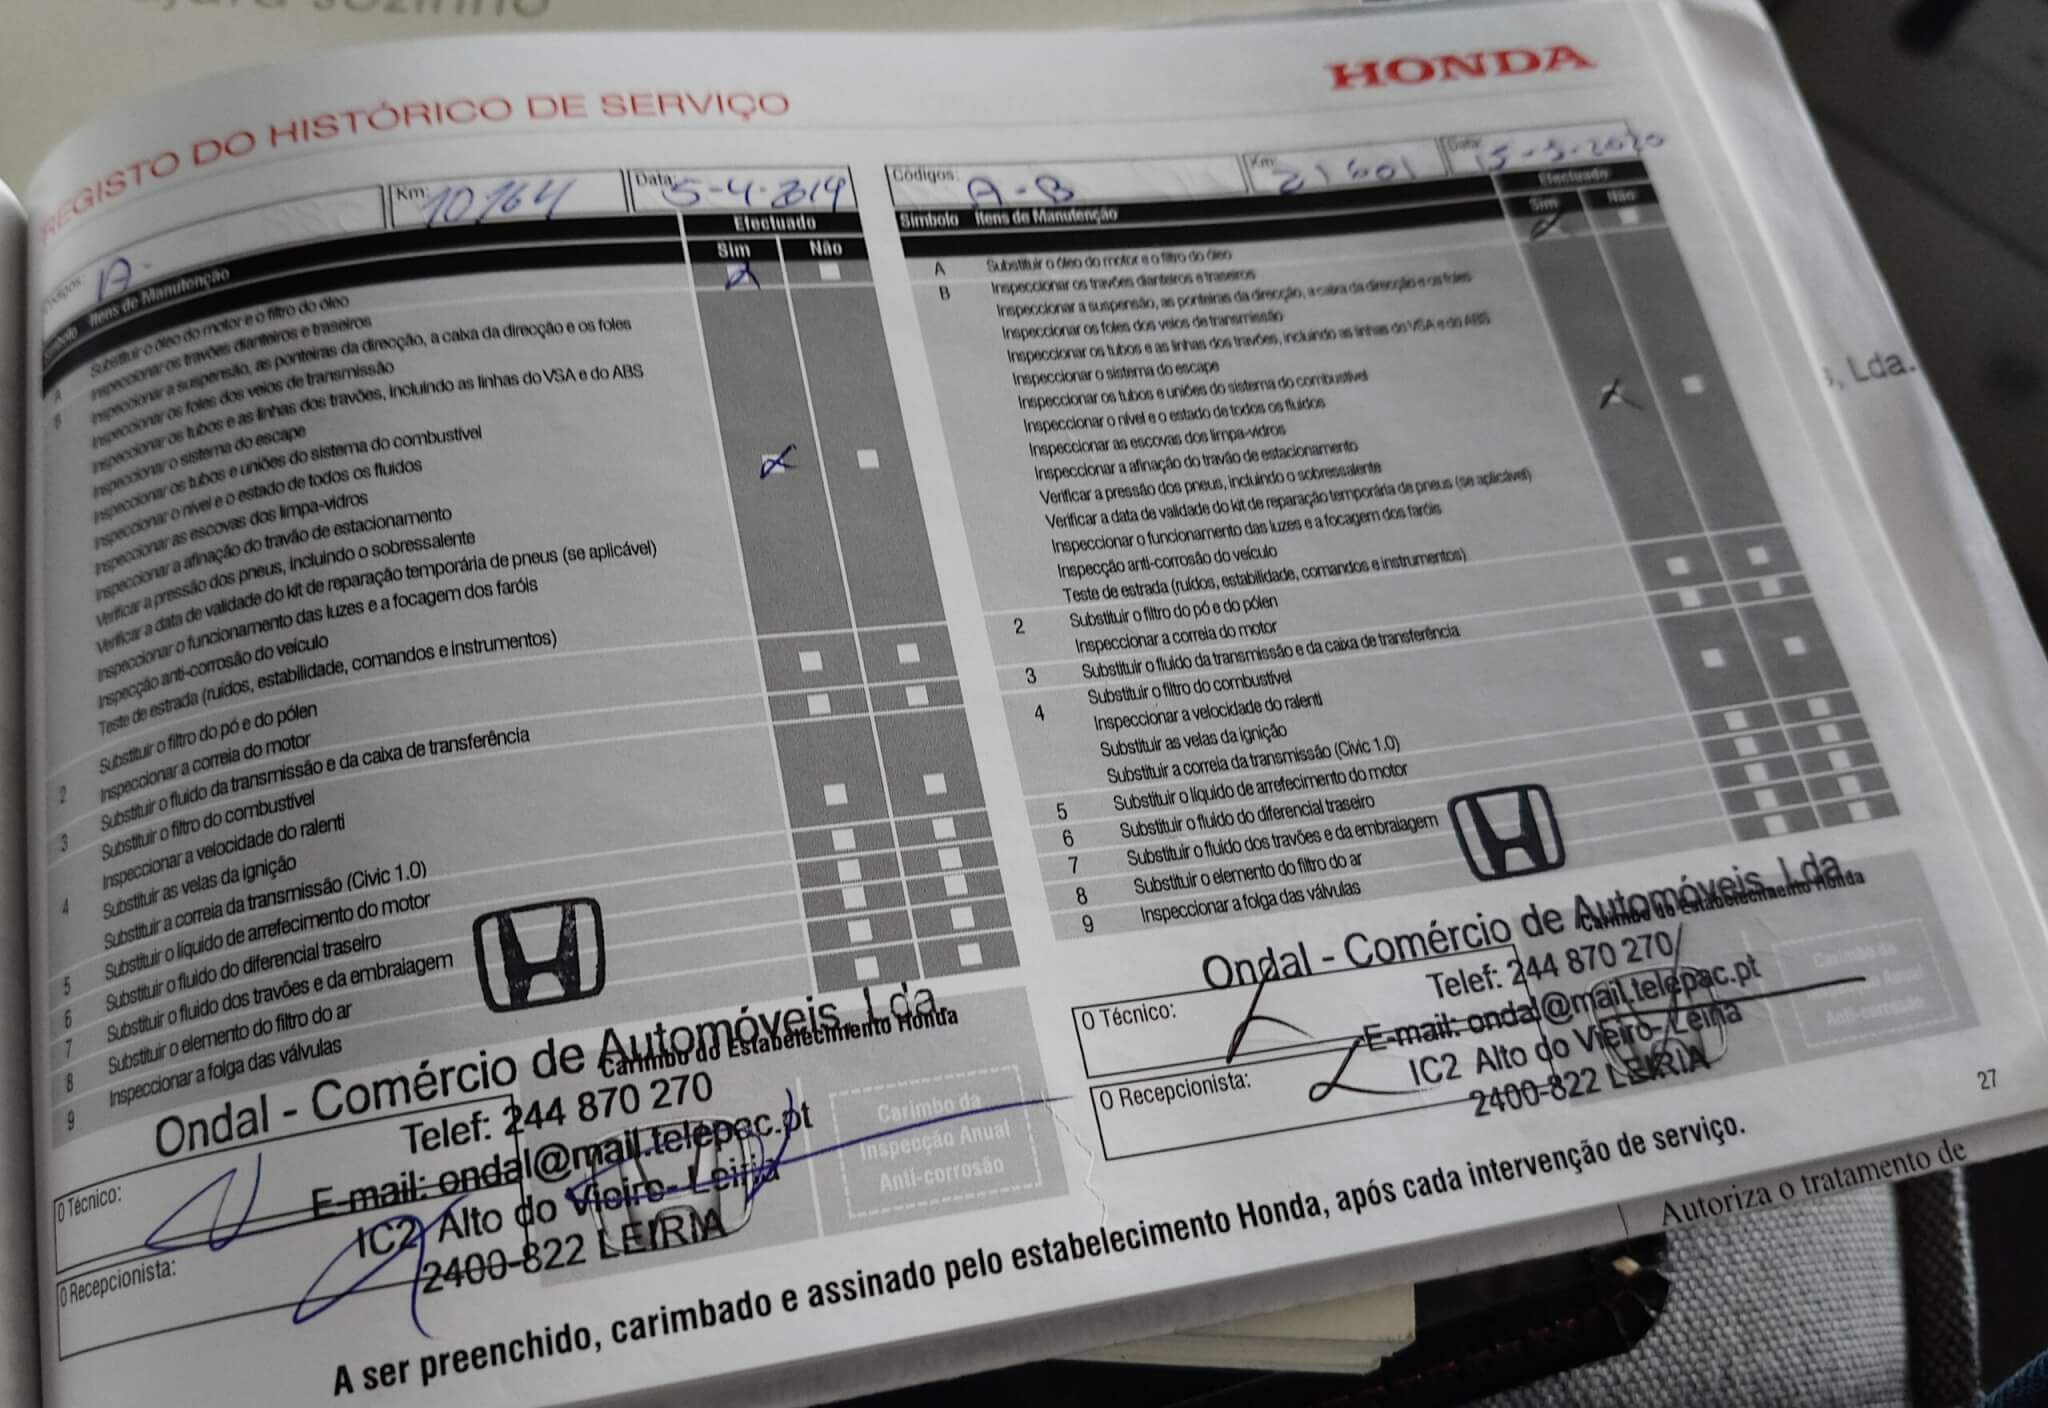 sozinho
REGISTO DO HISTÓRICO DE SERVIÇO
HONDA
Códigos: A
Km: 10164
Data: 5-4-2019
Símbolo Itens de Manutenção
Efectuado
Sim Não
A Substituir o óleo do motor e o filtro do óleo
B Inspeccionar os travões dianteiros e traseiros
Inspeccionar a suspensão, as ponteiras da direcção, a caixa da direcção e os foles
Inspeccionar os foles dos veios de transmissão
Inspeccionar os tubos e as linhas dos travões, incluindo as linhas do VSA e do ABS
Inspeccionar o sistema do escape
Inspeccionar os tubos e uniões do sistema do combustível
Inspeccionar o nível e o estado de todos os fluidos
Inspeccionar as escovas dos limpa-vidros
Inspeccionar a afinação do travão de estacionamento
Verificar a pressão dos pneus, incluindo o sobressalente
Verificar a data de validade do kit de reparação temporária de pneus (se aplicável)
Inspeccionar o funcionamento das luzes e a focagem dos faróis
Inspecção anti-corrosão do veículo
Teste de estrada (ruídos, estabilidade, comandos e instrumentos)
2 Substituir o filtro do pó e do pólen
Inspeccionar a correia do motor
3 Substituir o fluido da transmissão e da caixa de transferência
Substituir o filtro do combustível
4 Inspeccionar a velocidade do ralenti
Substituir as velas da ignição
Substituir a correia da transmissão (Civic 1.0)
5 Substituir o líquido de arrefecimento do motor
6 Substituir o fluido do diferencial traseiro
7 Substituir o fluido dos travões e da embraiagem
8 Substituir o elemento do filtro do ar
9 Inspeccionar a folga das válvulas
Ondal - Comércio de Automóveis, Lda.
Carimbo do Estabelecimento Honda
Telef: 244 870 270
E-mail: ondal@mail.telepac.pt
IC2 Alto do Vieiro-Leiria
2400-822 LEIRIA
O Técnico:
O Recepcionista:
Carimbo da
Inspecção Anual
Anti-corrosão
Códigos: A-B
Km: 21601
Data: 15-5-2020
Símbolo Itens de Manutenção
Efectuado
Sim Não
A Substituir o óleo do motor e o filtro do óleo
B Inspeccionar os travões dianteiros e traseiros
Inspeccionar a suspensão, as ponteiras da direcção, a caixa da direcção e os foles
Inspeccionar os foles dos veios de transmissão
Inspeccionar os tubos e as linhas dos travões, incluindo as linhas do VSA e do ABS
Inspeccionar o sistema do escape
Inspeccionar os tubos e uniões do sistema do combustível
Inspeccionar o nível e o estado de todos os fluidos
Inspeccionar as escovas dos limpa-vidros
Inspeccionar a afinação do travão de estacionamento
Verificar a pressão dos pneus, incluindo o sobressalente
Verificar a data de validade do kit de reparação temporária de pneus (se aplicável)
Inspeccionar o funcionamento das luzes e a focagem dos faróis
Inspecção anti-corrosão do veículo
Teste de estrada (ruídos, estabilidade, comandos e instrumentos)
2 Substituir o filtro do pó e do pólen
Inspeccionar a correia do motor
3 Substituir o fluido da transmissão e da caixa de transferência
Substituir o filtro do combustível
4 Inspeccionar a velocidade do ralenti
Substituir as velas da ignição
Substituir a correia da transmissão (Civic 1.0)
5 Substituir o líquido de arrefecimento do motor
6 Substituir o fluido do diferencial traseiro
7 Substituir o fluido dos travões e da embraiagem
8 Substituir o elemento do filtro do ar
9 Inspeccionar a folga das válvulas
Ondal - Comércio de Automóveis, Lda.
Carimbo do Estabelecimento Honda
Telef: 244 870 270
E-mail: ondal@mail.telepac.pt
IC2 Alto do Vieiro-Leiria
2400-822 LEIRIA
O Técnico:
O Recepcionista:
Carimbo da
Inspecção Anual
Anti-corrosão
A ser preenchido, carimbado e assinado pelo estabelecimento Honda, após cada intervenção de serviço.
27
, Lda.
Autoriza o tratamento de